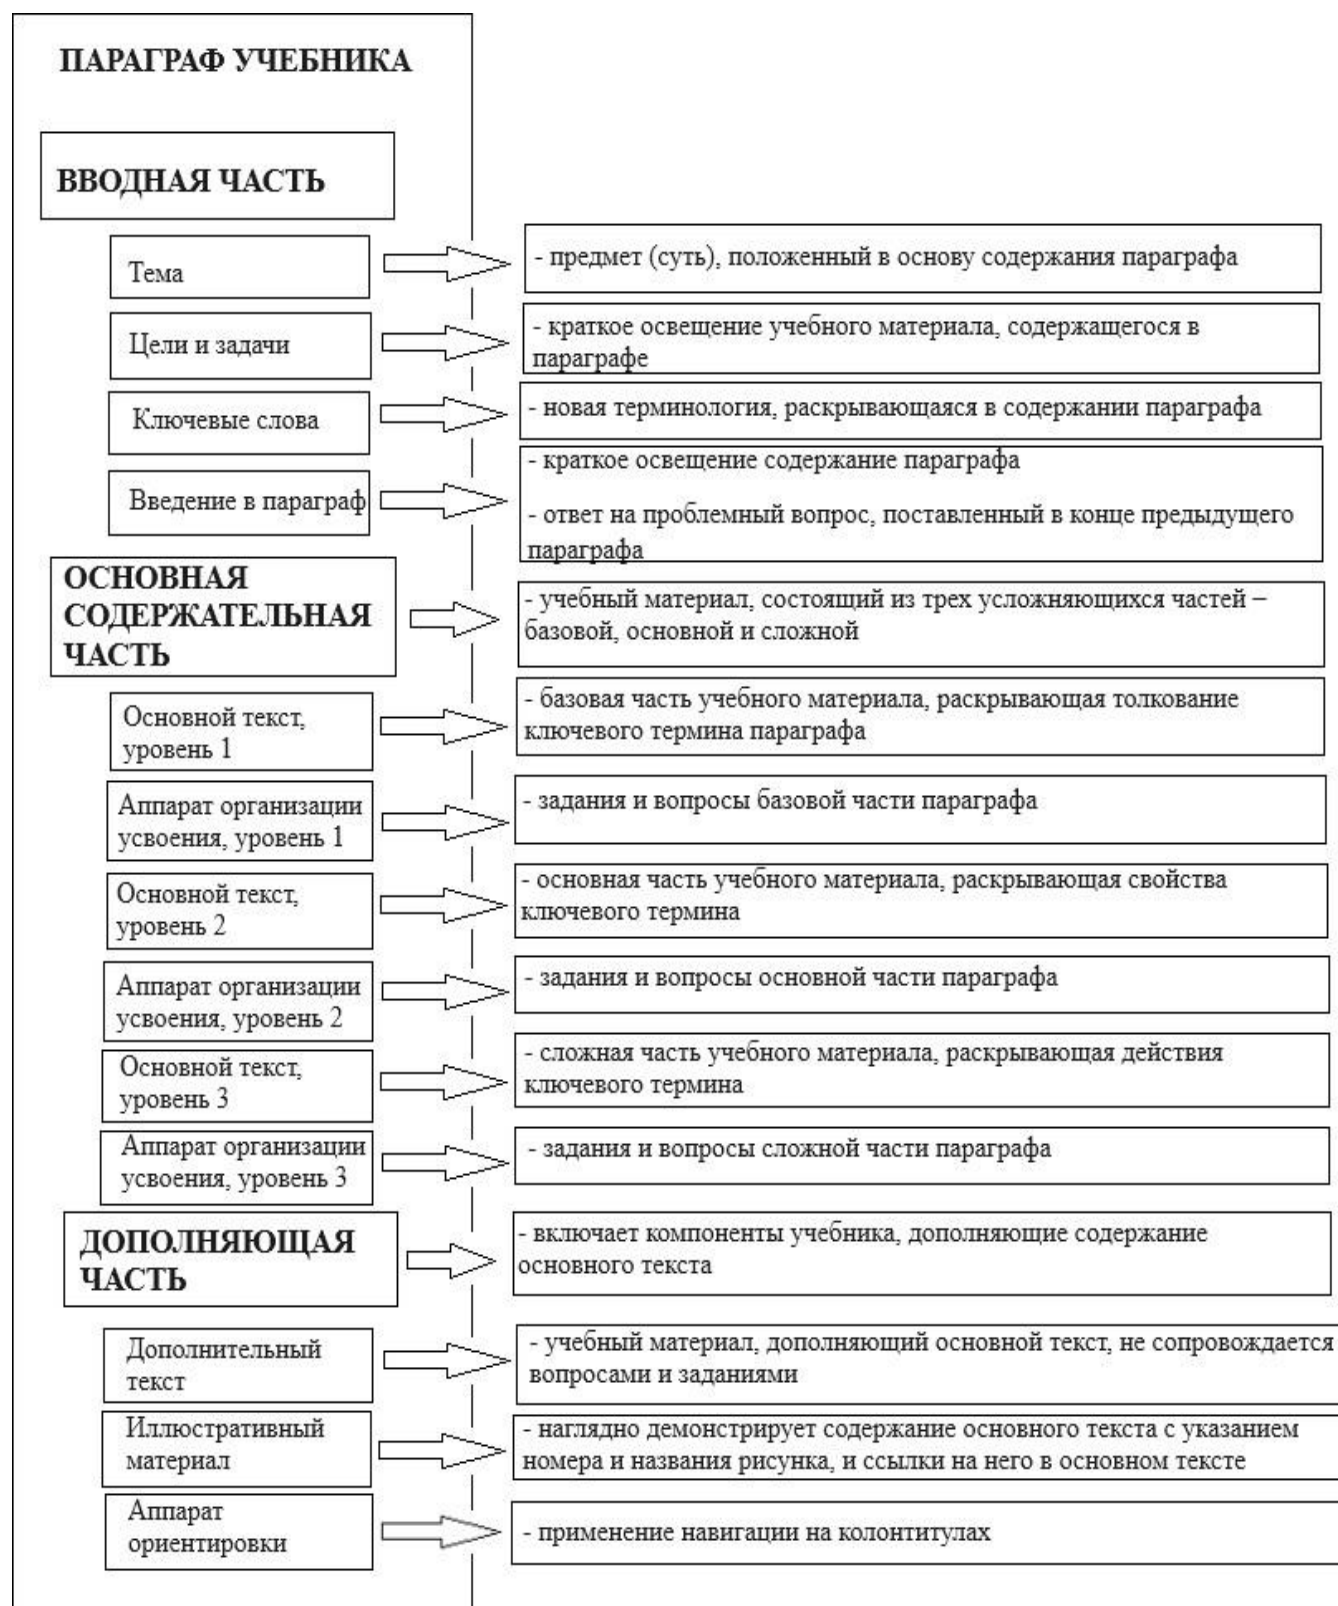 ПАРАГРАФ УЧЕБНИКА
ВВОДНАЯ ЧАСТЬ
Тема
- предмет (суть), положенный в основу содержания параграфа
Цели и задачи
- краткое освещение учебного материала, содержащегося в
параграфе
Ключевые слова
- новая терминология, раскрывающаяся в содержании параграфа
Введение в параграф
- краткое освещение содержание параграфа
- ответ на проблемный вопрос, поставленный в конце предыдущего
параграфа
ОСНОВНАЯ
СОДЕРЖАТЕЛЬНАЯ
ЧАСТЬ
- учебный материал, состоящий из трех усложняющихся частей –
базовой, основной и сложной
Основной текст,
уровень 1
- базовая часть учебного материала, раскрывающая толкование
ключевого термина параграфа
Аппарат организации
усвоения, уровень 1
- задания и вопросы базовой части параграфа
Основной текст,
уровень 2
- основная часть учебного материала, раскрывающая свойства
ключевого термина
Аппарат организации
усвоения, уровень 2
- задания и вопросы основной части параграфа
Основной текст,
уровень 3
- сложная часть учебного материала, раскрывающая действия
ключевого термина
Аппарат организации
усвоения, уровень 3
- задания и вопросы сложной части параграфа
ДОПОЛНЯЮЩАЯ
ЧАСТЬ
- включает компоненты учебника, дополняющие содержание
основного текста
Дополнительный
текст
- учебный материал, дополняющий основной текст, не сопровождается
вопросами и заданиями
Иллюстративный
материал
- наглядно демонстрирует содержание основного текста с указанием
номера и названия рисунка, и ссылки на него в основном тексте
Аппарат
ориентировки
- применение навигации на колонтитулах